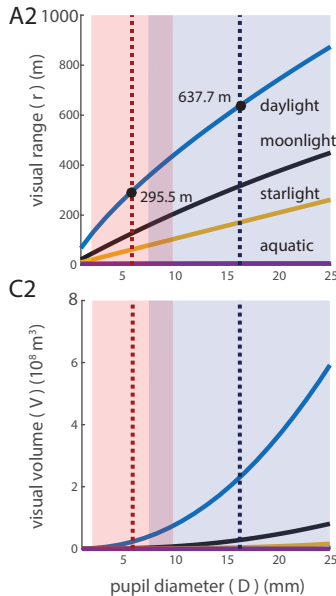 A2
visual range ( r ) (m)
1000
800
600
400
200
0
637.7 m
295.5 m
daylight
moonlight
starlight
aquatic
5 10 15 20 25
C2
visual volume ( V ) (10⁸ m³)
8
6
4
2
0
5 10 15 20 25
pupil diameter ( D ) (mm)